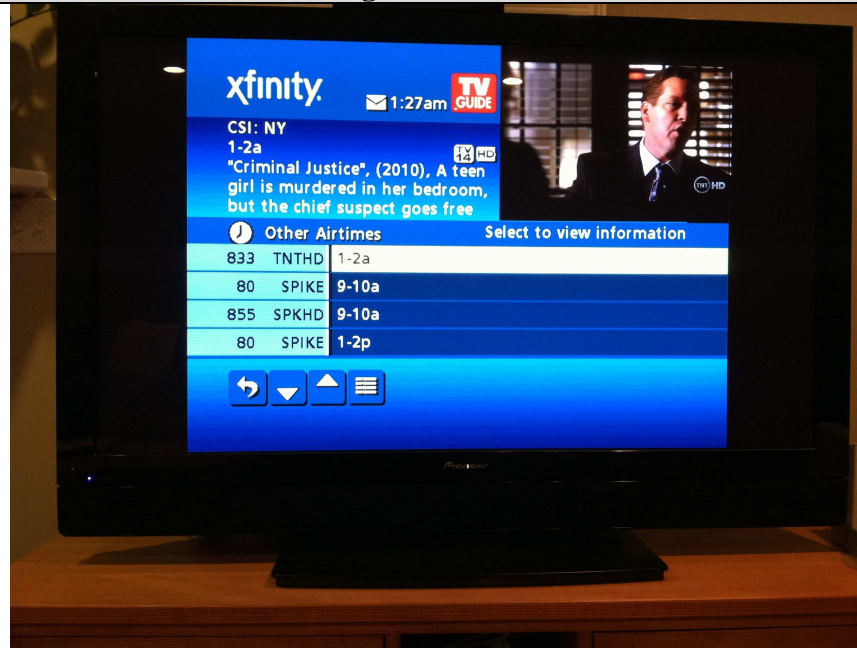 xfinity.
1:27am
TV
GUIDE
CSI: NY
1-2a
TV
14
HD
"Criminal Justice", (2010), A teen
girl is murdered in her bedroom,
but the chief suspect goes free
TNT HD
Other Airtimes Select to view information
833 TNTHD 1-2a
80 SPIKE 9-10a
855 SPKHD 9-10a
80 SPIKE 1-2p
Pioneer